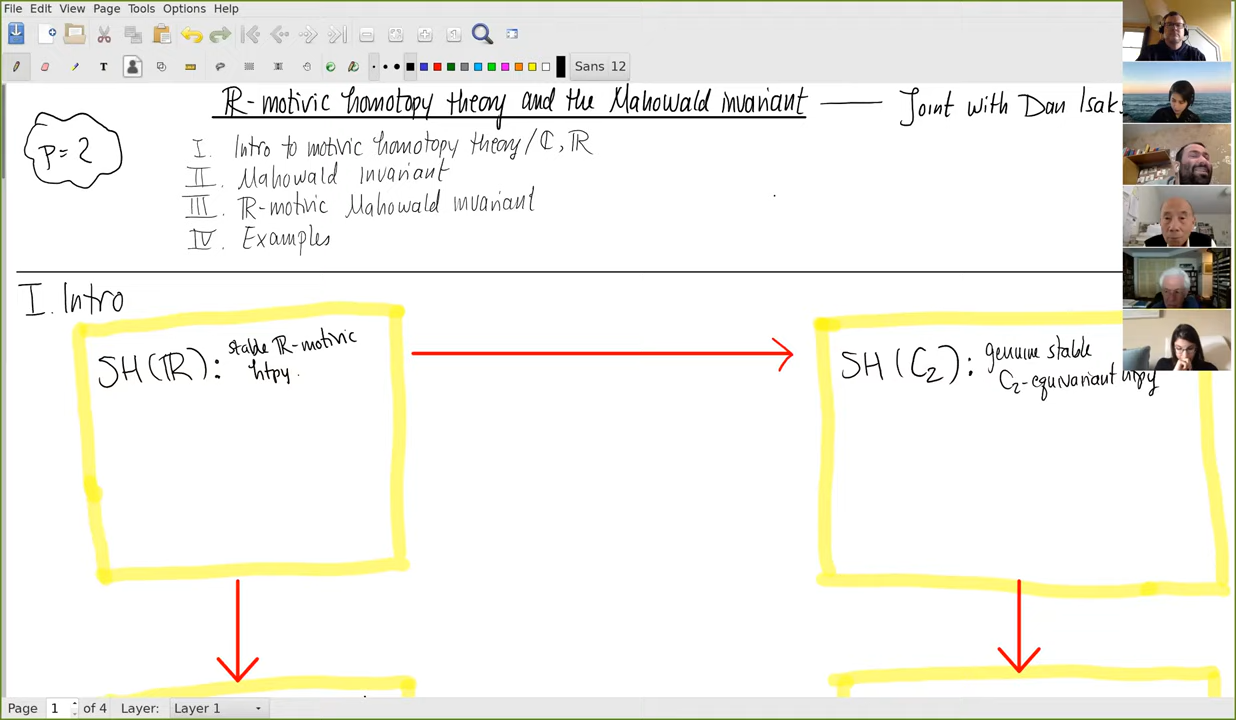 File Edit View Page Tools Options Help
Sans 12
ℝ-motivic homotopy theory and the Mahowald invariant — Joint with Dan Isaks
p=2
I. Intro to motivic homotopy theory/ℂ, ℝ
II. Mahowald invariant
III. ℝ-motivic Mahowald invariant
IV. Examples
I. Intro
SH(ℝ): stable ℝ-motivic
htpy.
SH(C₂): genuine stable
C₂-equivariant htpy
Page 1 of 4 Layer: Layer 1